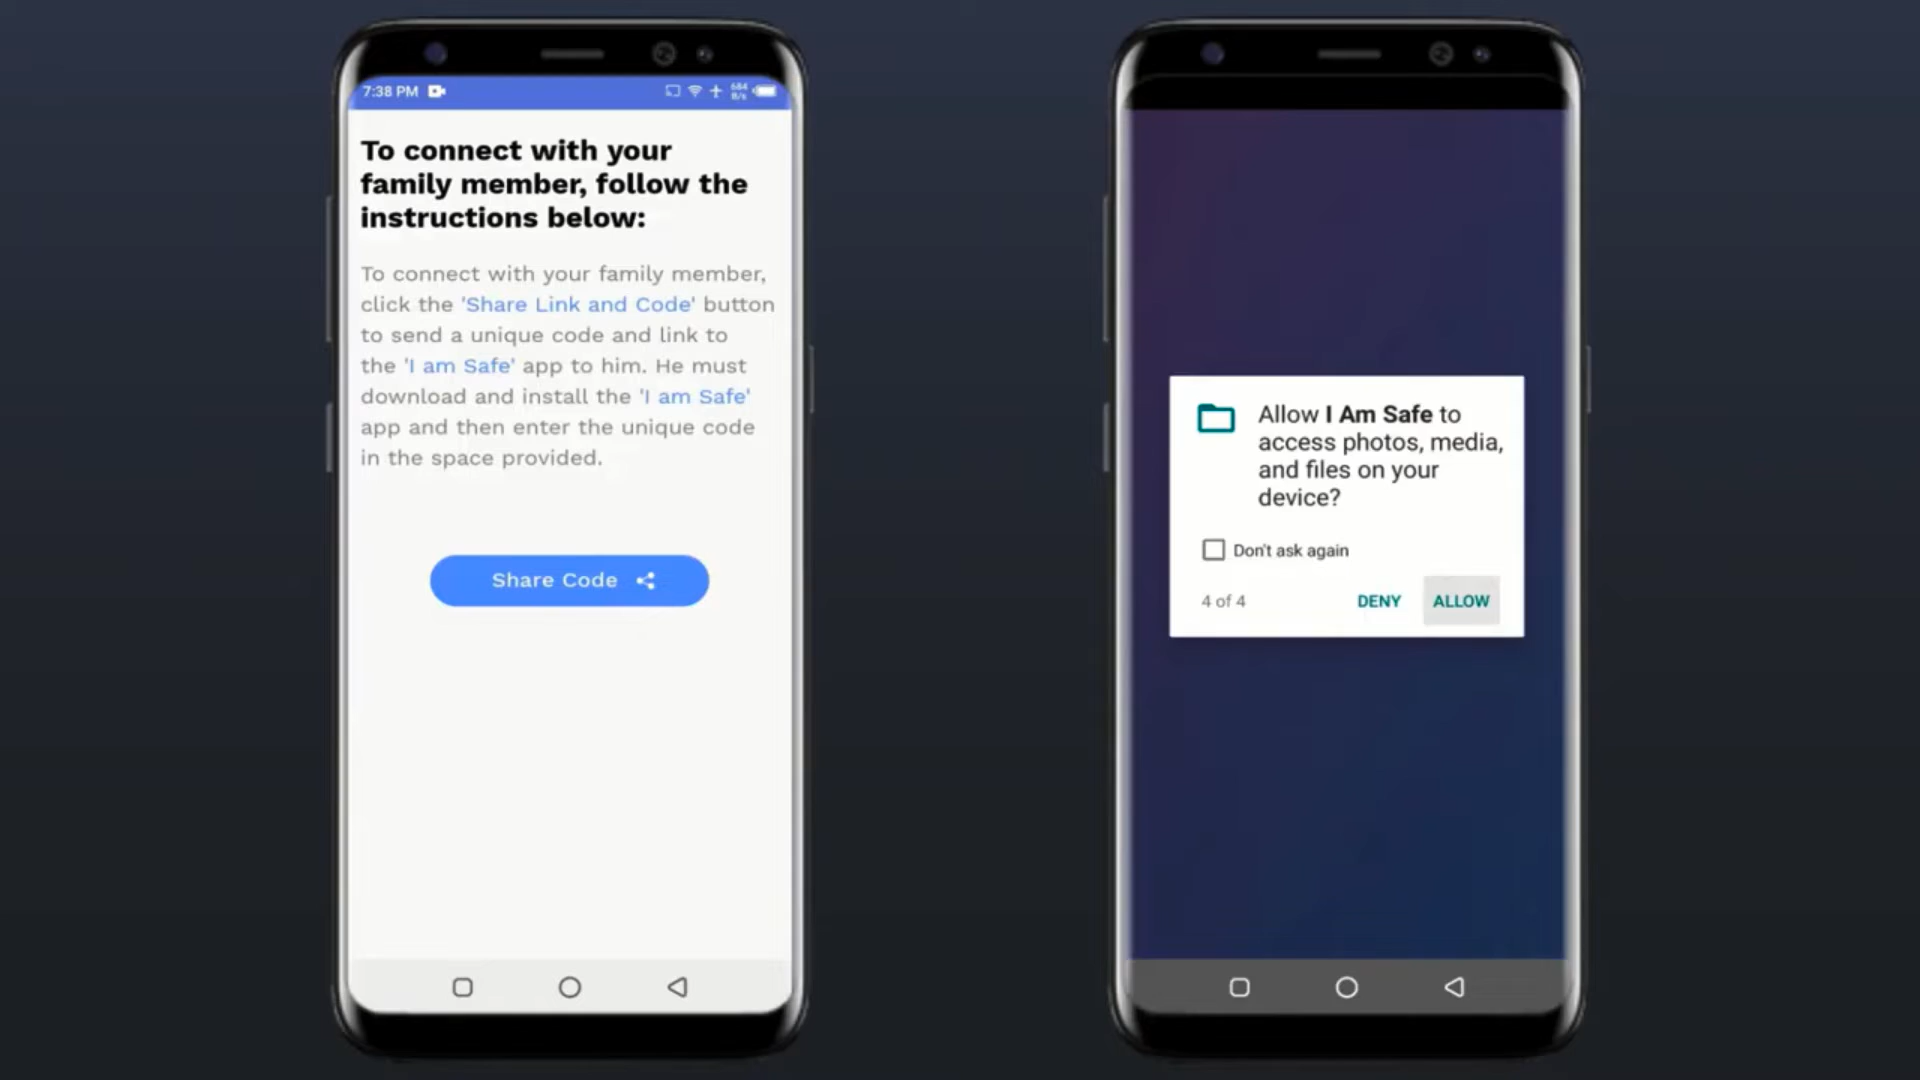 7:38 PM
684
B/s
To connect with your
family member, follow the
instructions below:
To connect with your family member,
click the 'Share Link and Code' button
to send a unique code and link to
the 'I am Safe' app to him. He must
download and install the 'I am Safe'
app and then enter the unique code
in the space provided.
Share Code
Allow I Am Safe to
access photos, media,
and files on your
device?
Don't ask again
4 of 4
DENY
ALLOW